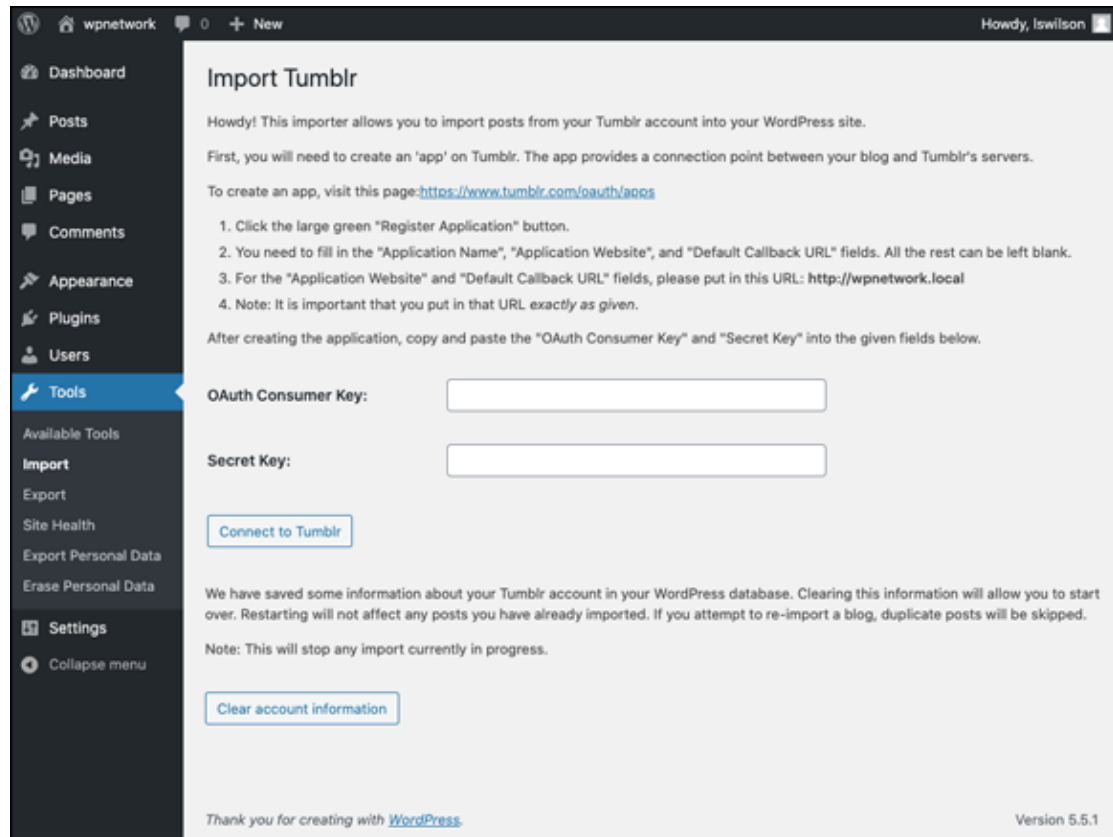 wpnetwork 0 + New Howdy, lswilson
Dashboard
Posts
Media
Pages
Comments
Appearance
Plugins
Users
Tools
Available Tools
Import
Export
Site Health
Export Personal Data
Erase Personal Data
Settings
Collapse menu
Import Tumblr
Howdy! This importer allows you to import posts from your Tumblr account into your WordPress site.
First, you will need to create an 'app' on Tumblr. The app provides a connection point between your blog and Tumblr's servers.
To create an app, visit this page:https://www.tumblr.com/oauth/apps
1. Click the large green "Register Application" button.
2. You need to fill in the "Application Name", "Application Website", and "Default Callback URL" fields. All the rest can be left blank.
3. For the "Application Website" and "Default Callback URL" fields, please put in this URL: http://wpnetwork.local
4. Note: It is important that you put in that URL exactly as given.
After creating the application, copy and paste the "OAuth Consumer Key" and "Secret Key" into the given fields below.
OAuth Consumer Key:
Secret Key:
Connect to Tumblr
We have saved some information about your Tumblr account in your WordPress database. Clearing this information will allow you to start
over. Restarting will not affect any posts you have already imported. If you attempt to re-import a blog, duplicate posts will be skipped.
Note: This will stop any import currently in progress.
Clear account information
Thank you for creating with WordPress. Version 5.5.1